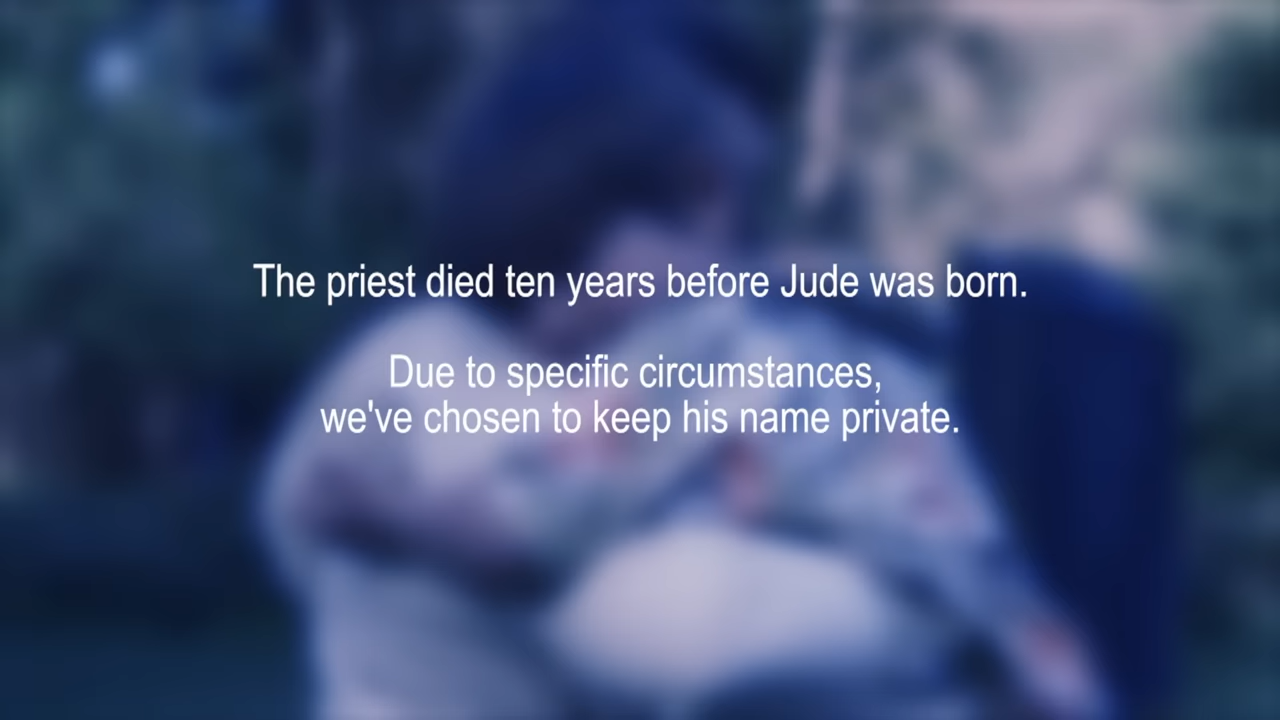 The priest died ten years before Jude was born.
Due to specific circumstances,
we've chosen to keep his name private.